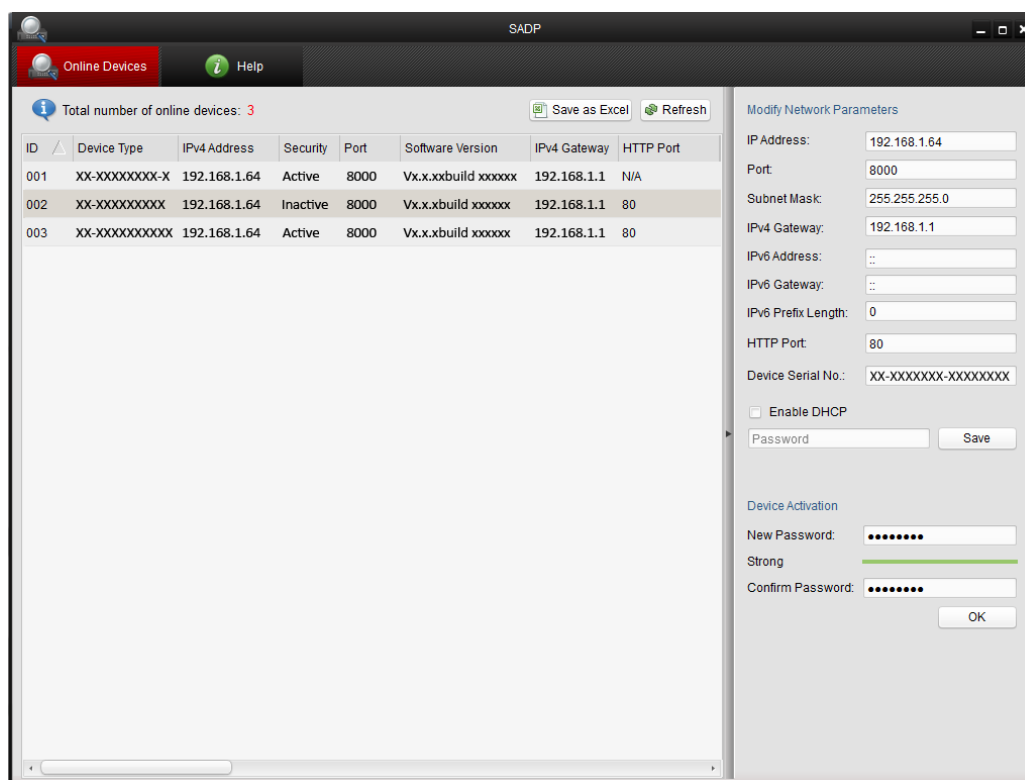 SADP
Online Devices Help
Total number of online devices: 3 Save as Excel Refresh
ID Device Type IPv4 Address Security Port Software Version IPv4 Gateway HTTP Port
001 XX-XXXXXXXX-X 192.168.1.64 Active 8000 Vx.x.xxbuild xxxxxx 192.168.1.1 N/A
002 XX-XXXXXXXXX 192.168.1.64 Inactive 8000 Vx.x.xbuild xxxxxx 192.168.1.1 80
003 XX-XXXXXXXXXX 192.168.1.64 Active 8000 Vx.x.xbuild xxxxxx 192.168.1.1 80
Modify Network Parameters
IP Address: 192.168.1.64
Port: 8000
Subnet Mask: 255.255.255.0
IPv4 Gateway: 192.168.1.1
IPv6 Address: ::
IPv6 Gateway: ::
IPv6 Prefix Length: 0
HTTP Port: 80
Device Serial No.: XX-XXXXXXX-XXXXXXXX
Enable DHCP
Password Save
Device Activation
New Password: ●●●●●●●●
Strong
Confirm Password: ●●●●●●●●
OK